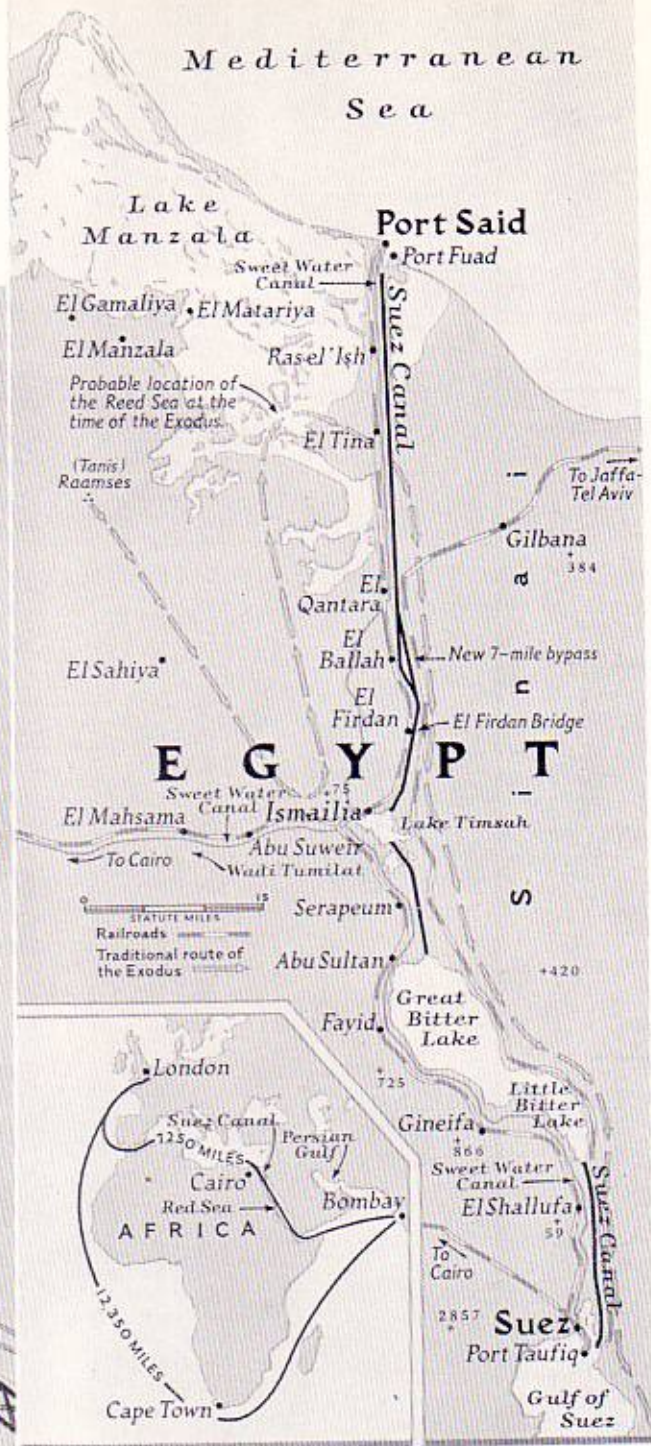 Mediterranean
Sea
Lake
Manzala
Port Said
Port Fuad
Sweet Water
Canal
Suez Canal
El Gamaliya
El Matariya
El Manzala
Ras el 'Ish
Probable location of
the Reed Sea at the
time of the Exodus.
El Tina
(Tanis)
Raamses
To Jaffa-
Tel Aviv
Gilbana
+384
El
Qantara
El
Ballah
New 7-mile bypass
El Sahiya
El
Firdan
El Firdan Bridge
EGYPT
Sinai
Sweet Water
Canal
+75
El Mahsama
Ismailia
Lake Timsah
Abu Suweir
To Cairo
Wadi Tumilat
0 15
STATUTE MILES
Railroads
Traditional route of
the Exodus
Serapeum
Abu Sultan
+420
Great
Bitter
Lake
Fayid
+725
Little
Bitter
Lake
Gineifa
+866
Sweet Water
Canal
El Shallufa
+59
Suez Canal
To
Cairo
2857
+
Suez
Port Taufiq
Gulf of
Suez
London
Suez Canal
7250 MILES
Persian
Gulf
Cairo
Red Sea
Bombay
AFRICA
12,350 MILES
Cape Town